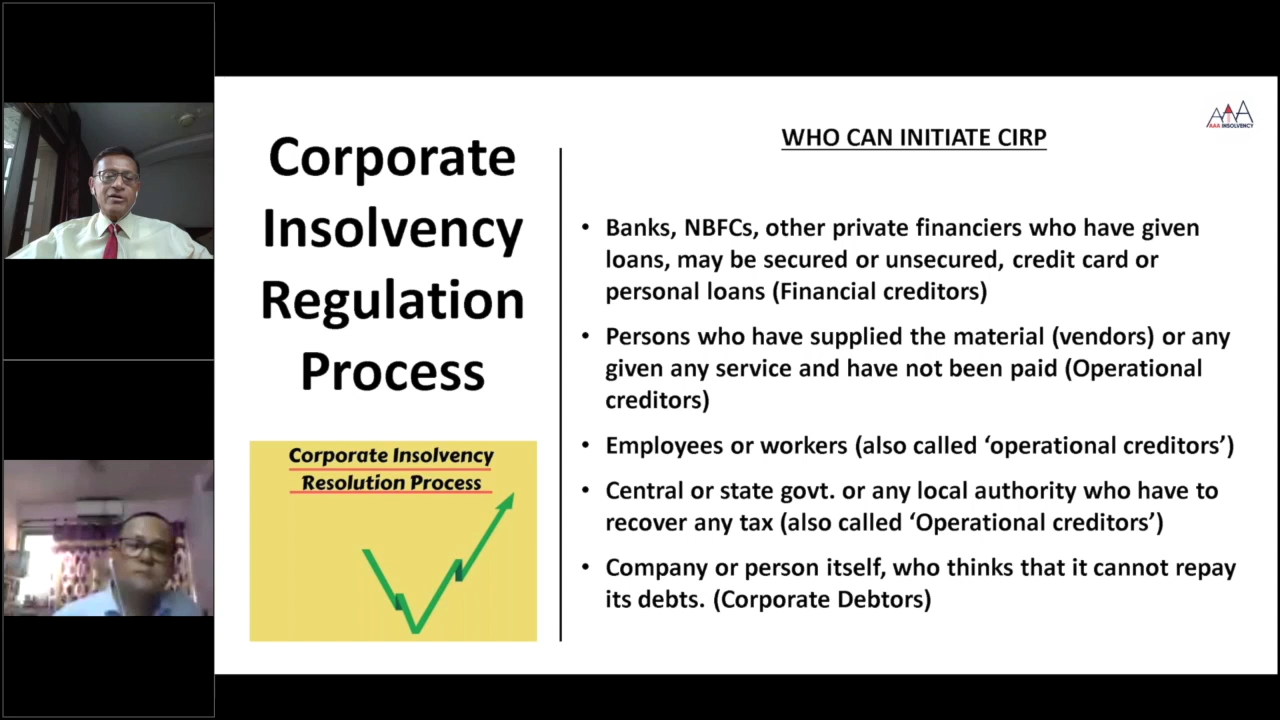 Corporate
Insolvency
Regulation
Process
Corporate Insolvency
Resolution Process
AAA INSOLVENCY
WHO CAN INITIATE CIRP
• Banks, NBFCs, other private financiers who have given
loans, may be secured or unsecured, credit card or
personal loans (Financial creditors)
• Persons who have supplied the material (vendors) or any
given any service and have not been paid (Operational
creditors)
• Employees or workers (also called ‘operational creditors’)
• Central or state govt. or any local authority who have to
recover any tax (also called ‘Operational creditors’)
• Company or person itself, who thinks that it cannot repay
its debts. (Corporate Debtors)